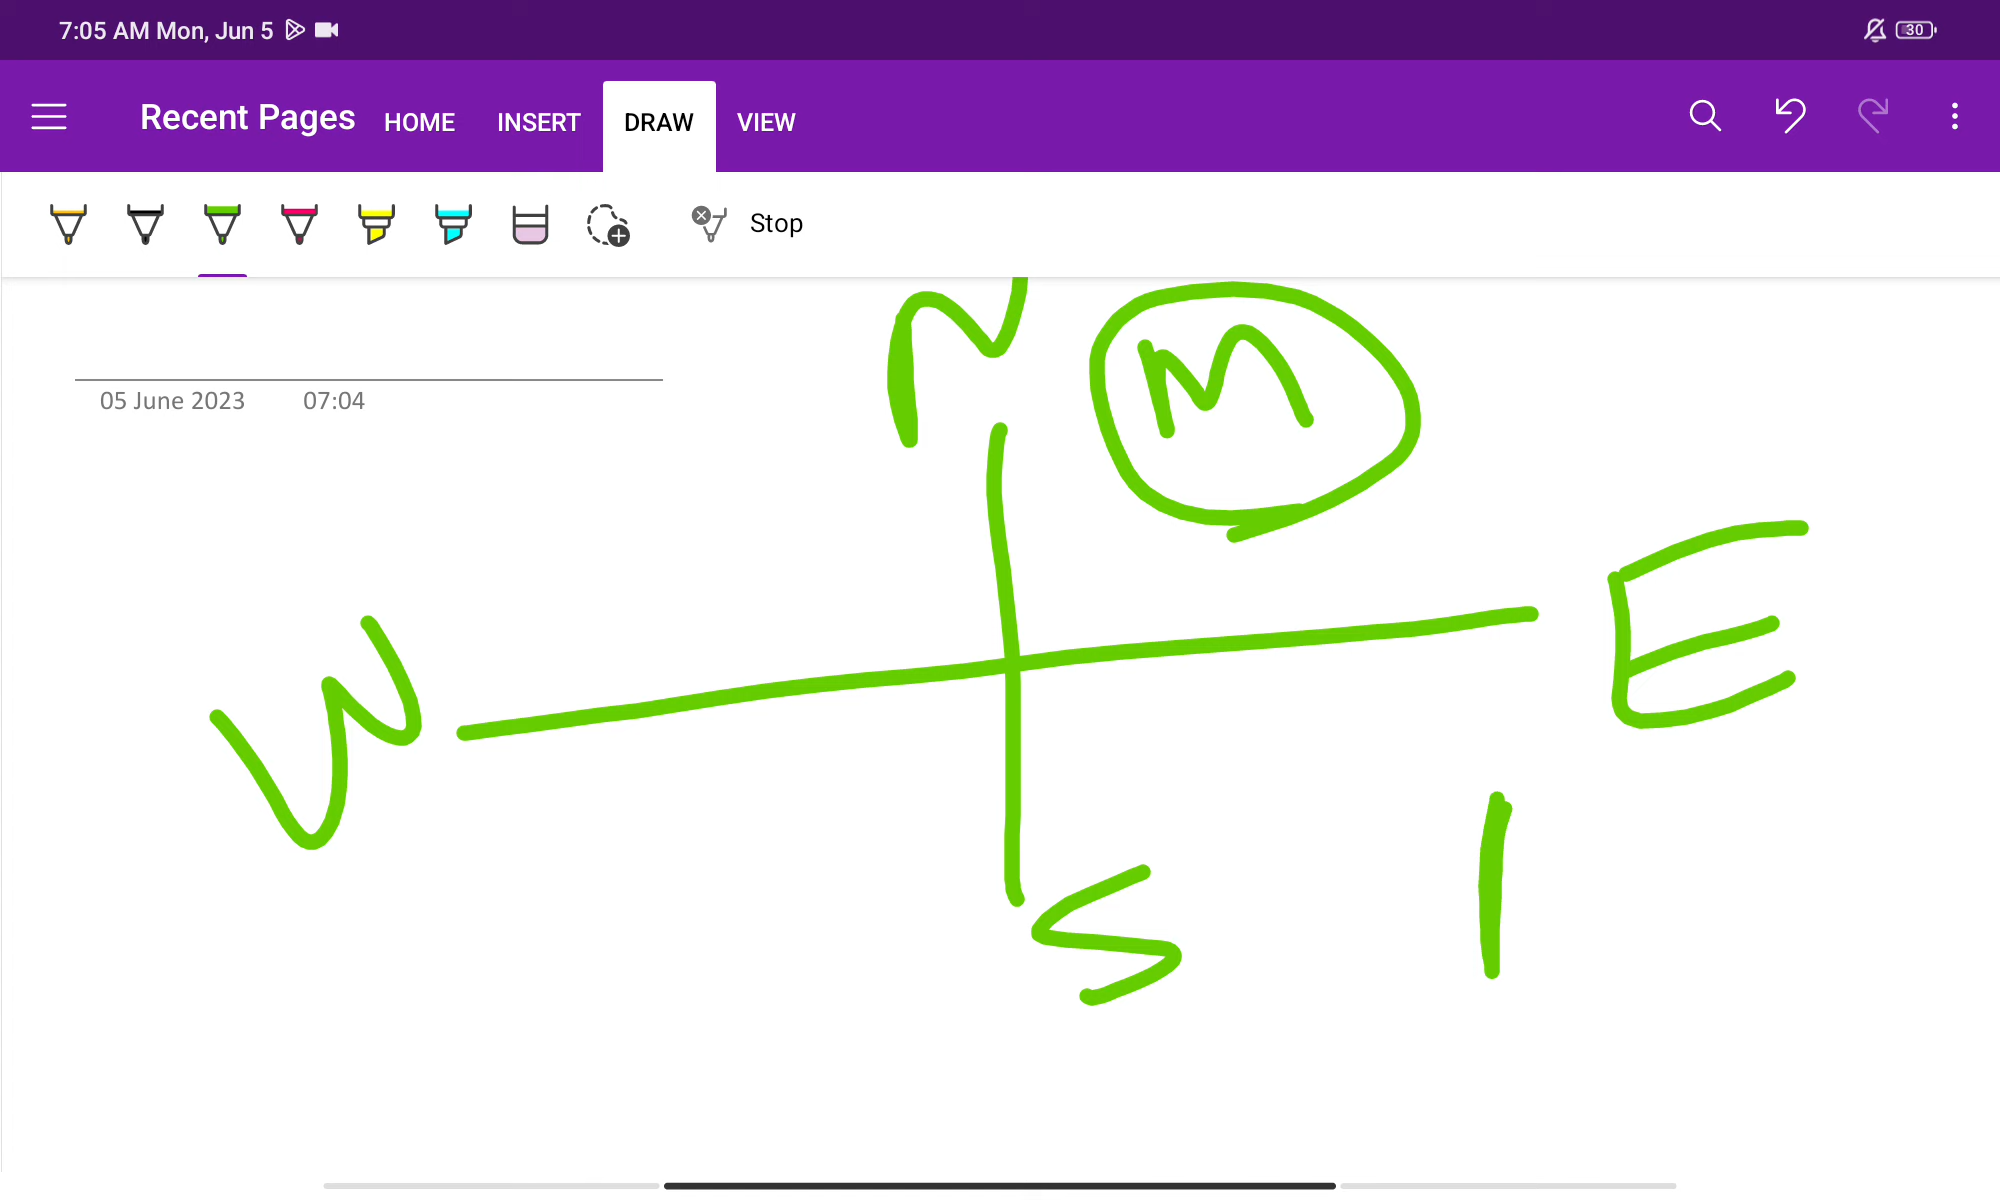 7:05 AM Mon, Jun 5 30
Recent Pages HOME INSERT DRAW VIEW
Stop
05 June 2023 07:04
N M
W E
S I